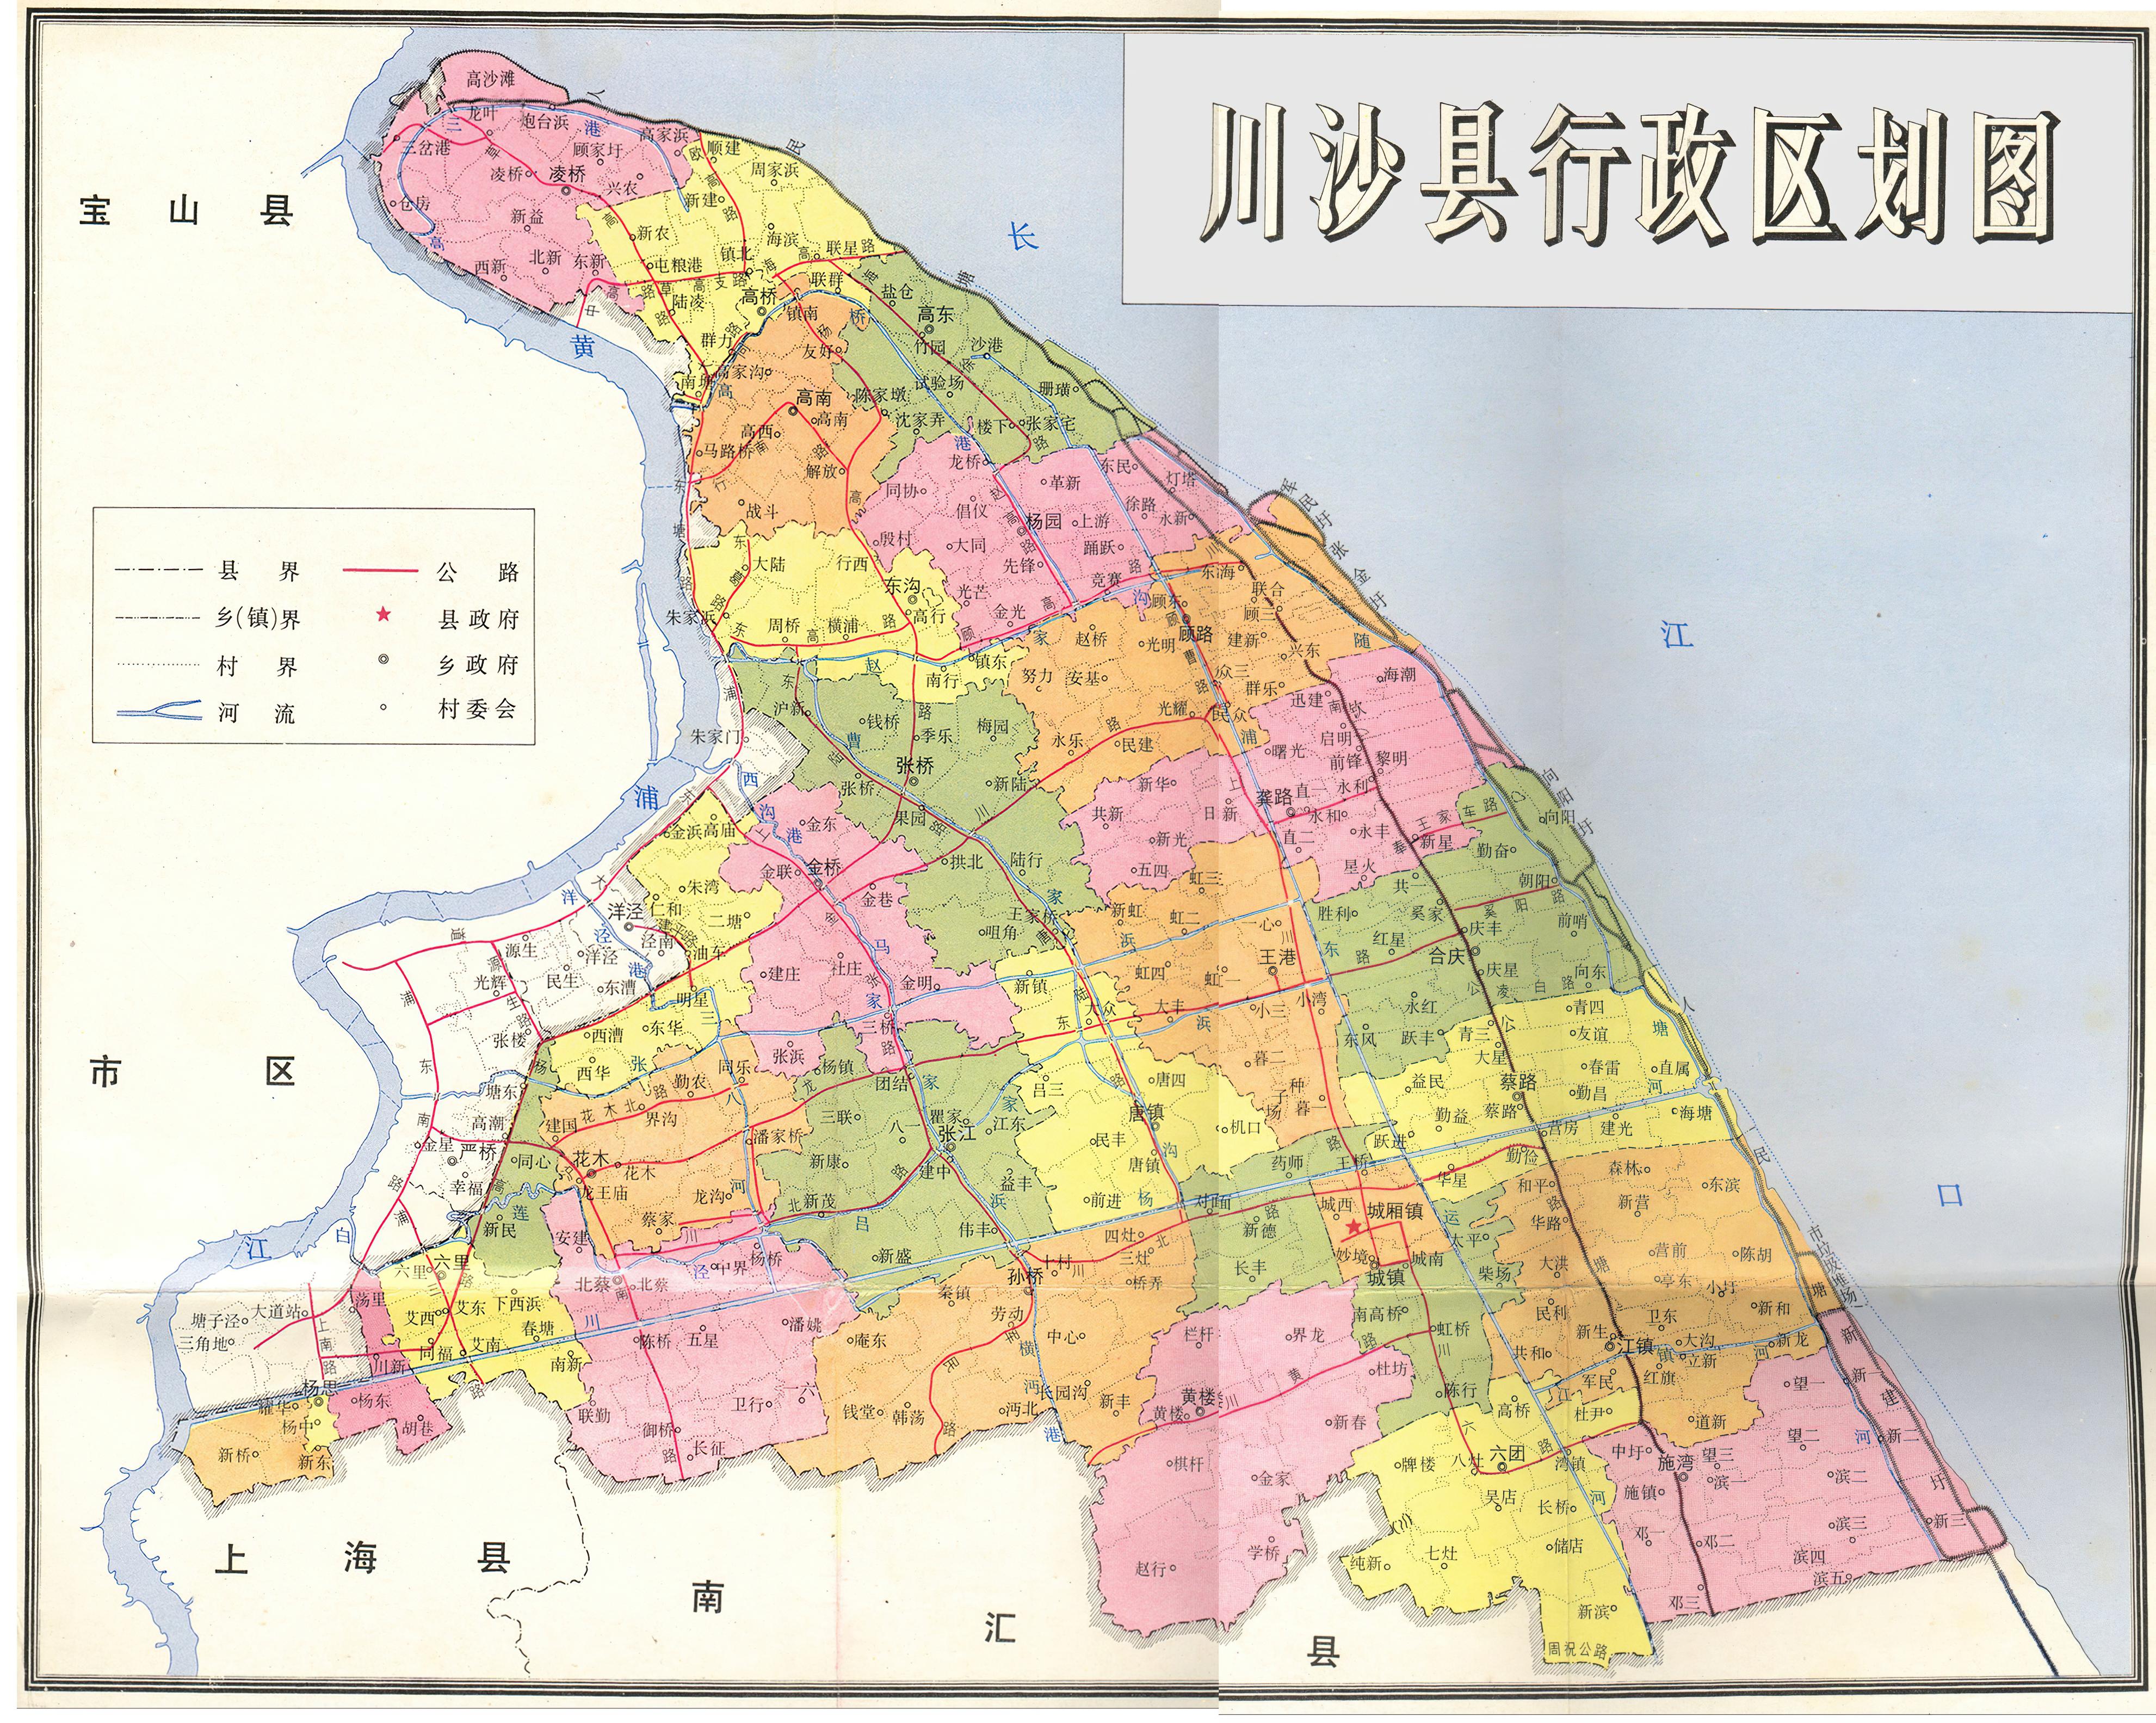 川沙县行政区划图
宝山县
市区
上海县
南汇县
长江口
黄浦江
县界
公路
乡(镇)界
县政府
村界
乡政府
河流
村委会
高沙滩
龙叶
炮台浜
三岔港
顾家圩
高家浜
凌桥
凌桥
兴农
仓房
新益
北新
东新
西新
顺建
周家浜
新建
新农
海滨
镇北
联星
屯粮港
联群
陆凌
高桥
群力
镇南
盐仓
高东
竹园
沙港
友好
高家沟
陈家墩
试验场
珊璜
高南
高南
沈家弄
楼下
张家宅
高西
马路桥
解放
战斗
龙桥
东民
灯塔
同协
革新
倡仪
徐路
永新
杨园
上游
殷村
大同
踊跃
先锋
竞赛
光芒
金光
大陆
行西
东沟
高行
朱家浜
周桥
横浦
镇东
南行
东海
联合
顾东
顾三
顾路
赵桥
光明
建新
兴东
努力
安基
众三
群乐
光耀
民众
永乐
民建
海潮
迅建
启明
曙光
前锋
黎明
沪新
钱桥
季乐
梅园
朱家门
张桥
张桥
新陆
果园
拱北
陆行
王家桥
咀角
新华
共新
日新
新光
五四
龚路
直一
永利
永和
直二
永丰
新星
星火
向阳
向阳圩
勤奋
共一
朝阳
奚家
前哨
胜利
庆丰
红星
合庆
庆星
向东
永红
跃丰
东风
金浜
高庙
金东
金联
金桥
金巷
朱湾
仁和
二塘
洋泾
洋泾
泾南
油车
源生
光辉
民生
东漕
张楼
明星
建庄
社庄
金明
三桥
西漕
东华
西华
张浜
虹三
新虹
虹二
一心
王港
虹四
虹一
新镇
大众
大丰
小三
小湾
暮二
暮一
种子场
青四
青三
友谊
大星
春雷
直属
益民
蔡路
蔡路
勤昌
勤益
海塘
营房
建光
塘东
高潮
金星
严桥
同心
幸福
新民
同乐
杨镇
勤农
建国
界沟
潘家桥
花木
花木
龙王庙
龙沟
蔡家
团结
三联
瞿家
八一
张江
江东
新康
建中
益丰
新茂
伟丰
新盛
吕三
唐四
唐镇
民丰
唐镇
机口
前进
跃进
药师
王桥
对面
新德
长丰
华星
勤俭
城西
城厢镇
妙境
城南
城镇
太平
柴场
和平
森林
东滨
新营
华路
营前
陈胡
大洪
亭东
小圩
新和
民利
卫东
新生
江镇
大沟
新龙
共和
立新
军民
红旗
杜尹
道新
安建
中界
杨桥
北蔡
北蔡
陈桥
五星
潘姚
六里
六里
荡里
艾西
艾东
下西浜
春塘
同福
艾南
南新
川新
塘子泾
大道站
三角地
杨思
耀华
杨中
杨东
胡巷
新桥
新东
联勤
卫行
一六
御桥
长征
孙桥
十村
四灶
三灶
桥弄
秦镇
劳动
庵东
中心
钱堂
韩荡
沔北
长园沟
新丰
南高桥
虹桥
栏杆
界龙
杜坊
陈行
黄楼
黄楼
新春
棋杆
金家
学桥
赵行
高桥
牌楼
八灶
六团
湾镇
吴店
长桥
储店
七灶
纯新
新滨
周祝公路
望一
望二
望三
中圩
施湾
滨一
滨二
施镇
新一
新二
新三
邓一
邓二
邓三
滨三
滨四
滨五